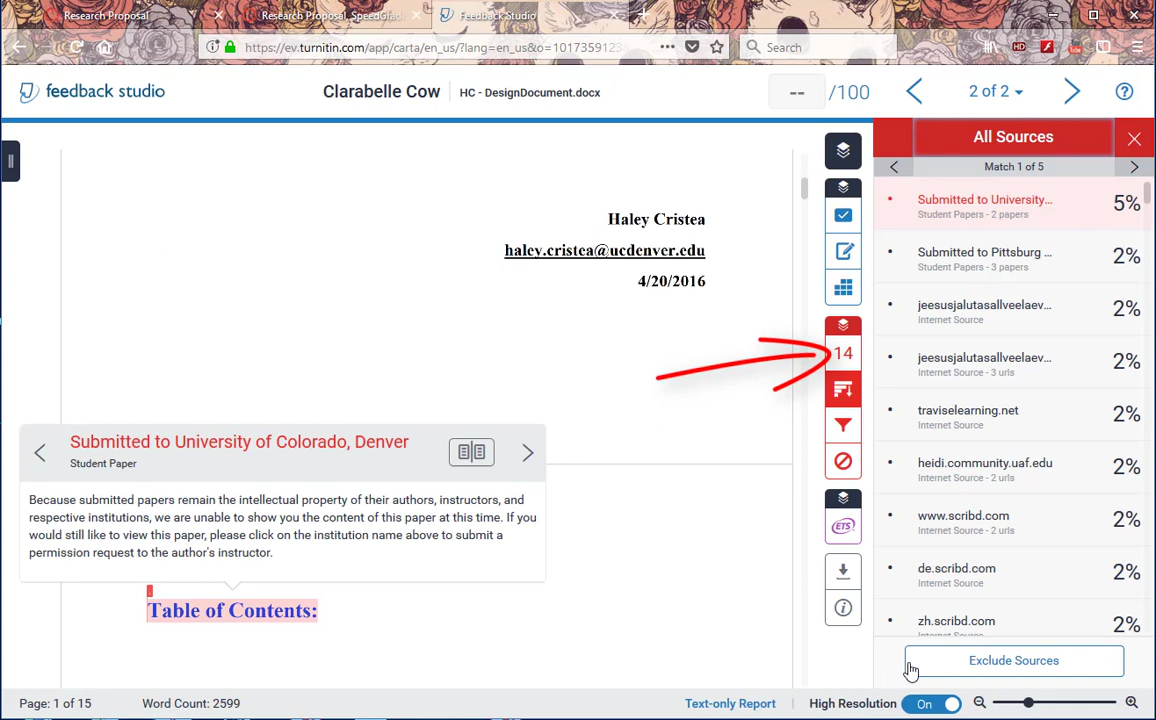 Research Proposal
Research Proposal, SpeedGrade
Feedback Studio
https://ev.turnitin.com/app/carta/en_us/?lang=en_us&o=1017359123
Search
feedback studio
Clarabelle Cow
HC - DesignDocument.docx
-- /100
2 of 2
Haley Cristea
haley.cristea@ucdenver.edu
4/20/2016
Submitted to University of Colorado, Denver
Student Paper
Because submitted papers remain the intellectual property of their authors, instructors, and
respective institutions, we are unable to show you the content of this paper at this time. If you
would still like to view this paper, please click on the institution name above to submit a
permission request to the author's instructor.
Table of Contents:
14
ETS
All Sources
Match 1 of 5
Submitted to University... 5%
Student Papers - 2 papers
Submitted to Pittsburg ... 2%
Student Papers - 3 papers
jeesusjalutasallveelaev... 2%
Internet Source
jeesusjalutasallveelaev... 2%
Internet Source - 3 urls
traviselearning.net 2%
Internet Source
heidi.community.uaf.edu 2%
Internet Source - 2 urls
www.scribd.com 2%
Internet Source - 2 urls
de.scribd.com 2%
Internet Source
zh.scribd.com 2%
Internet Source
Exclude Sources
Page: 1 of 15
Word Count: 2599
Text-only Report
High Resolution
On